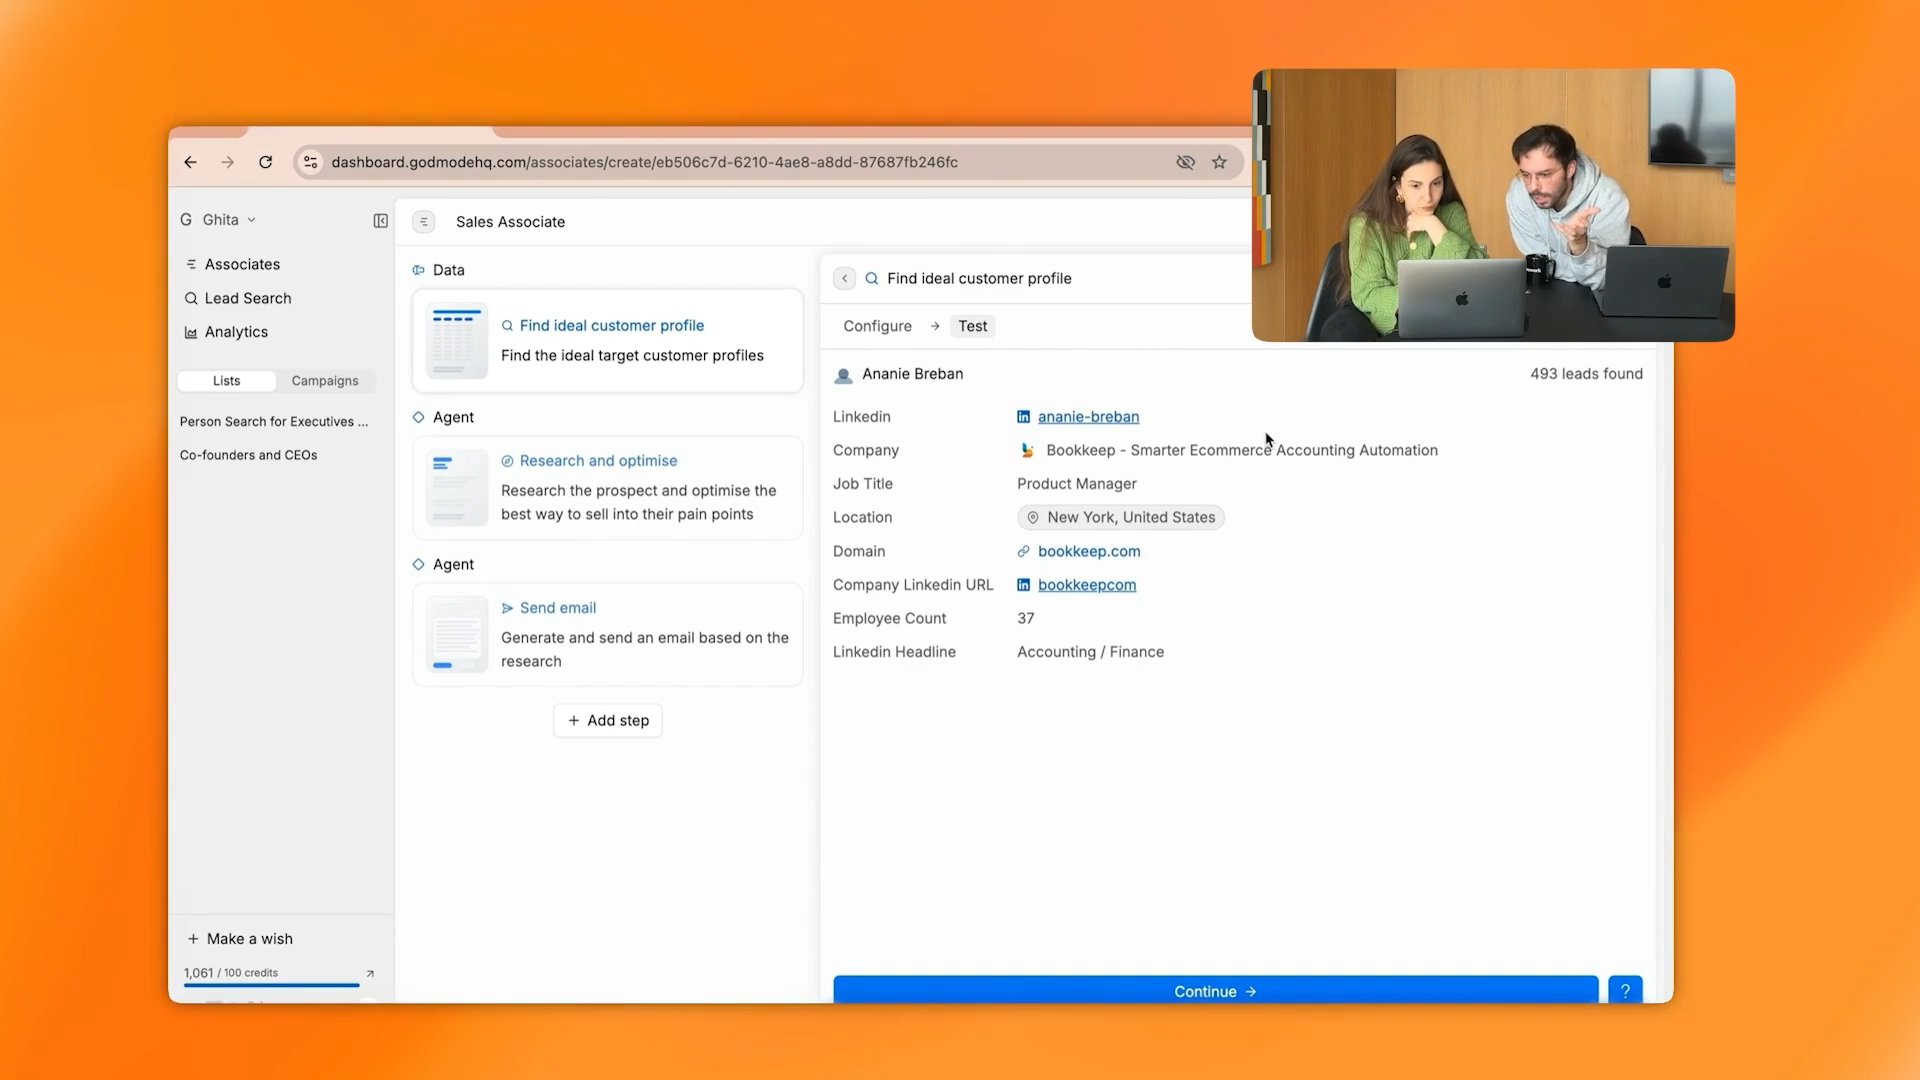 dashboard.godmodehq.com/associates/create/eb506c7d-6210-4ae8-a8dd-87687fb246fc
G Ghita
Associates
Lead Search
Analytics
Lists
Campaigns
Person Search for Executives ...
Co-founders and CEOs
+ Make a wish
1,061 / 100 credits
Sales Associate
Data
Find ideal customer profile
Find the ideal target customer profiles
Agent
Research and optimise
Research the prospect and optimise the
best way to sell into their pain points
Agent
Send email
Generate and send an email based on the
research
+ Add step
Find ideal customer profile
Configure → Test
Ananie Breban
493 leads found
Linkedin ananie-breban
Company Bookkeep - Smarter Ecommerce Accounting Automation
Job Title Product Manager
Location New York, United States
Domain bookkeep.com
Company Linkedin URL bookkeepcom
Employee Count 37
Linkedin Headline Accounting / Finance
Continue →
?